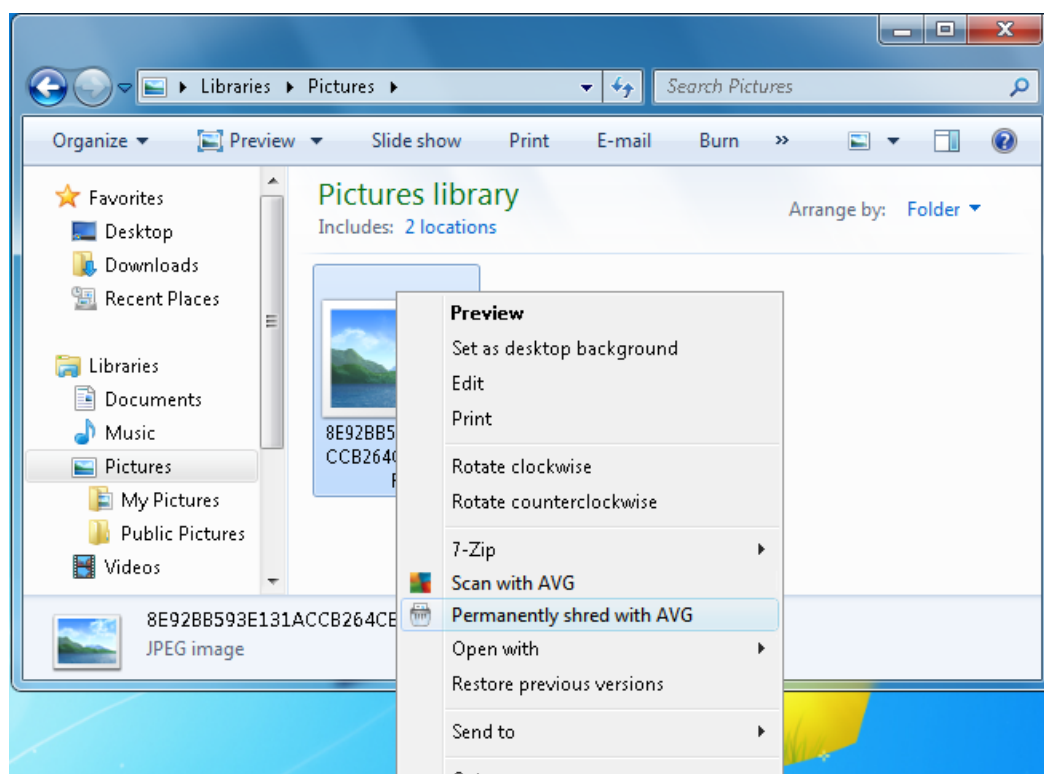 Libraries Pictures
Search Pictures
Organize Preview Slide show Print E-mail Burn »
Favorites
Desktop
Downloads
Recent Places
Libraries
Documents
Music
Pictures
My Pictures
Public Pictures
Videos
Pictures library
Includes: 2 locations
Arrange by: Folder
8E92BB5
CCB264
Preview
Set as desktop background
Edit
Print
Rotate clockwise
Rotate counterclockwise
7-Zip
Scan with AVG
Permanently shred with AVG
Open with
Restore previous versions
Send to
8E92BB593E131ACCB264CE
JPEG image